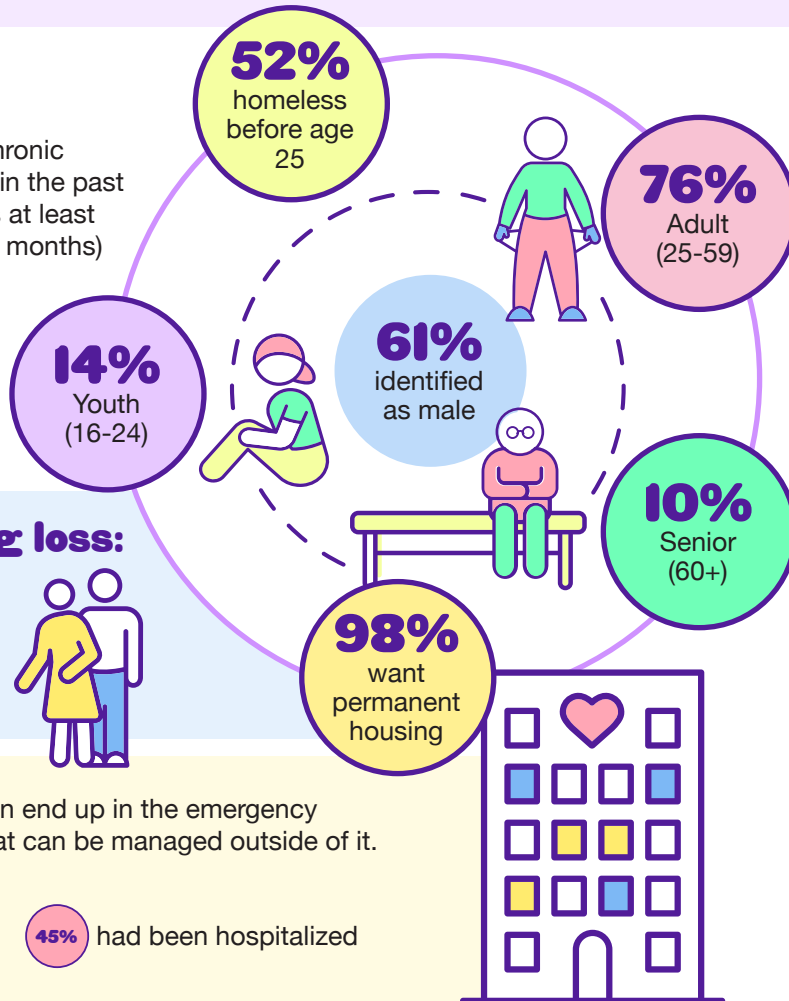 52%
homeless
before age
25
in the past
at least
months)
76%
Adult
(25-59)
14%
Youth
(16-24)
61%
identified
as male
10%
Senior
(60+)
loss:
98%
want
permanent
housing
end up in the emergency
can be managed outside of it.
45% had been hospitalized